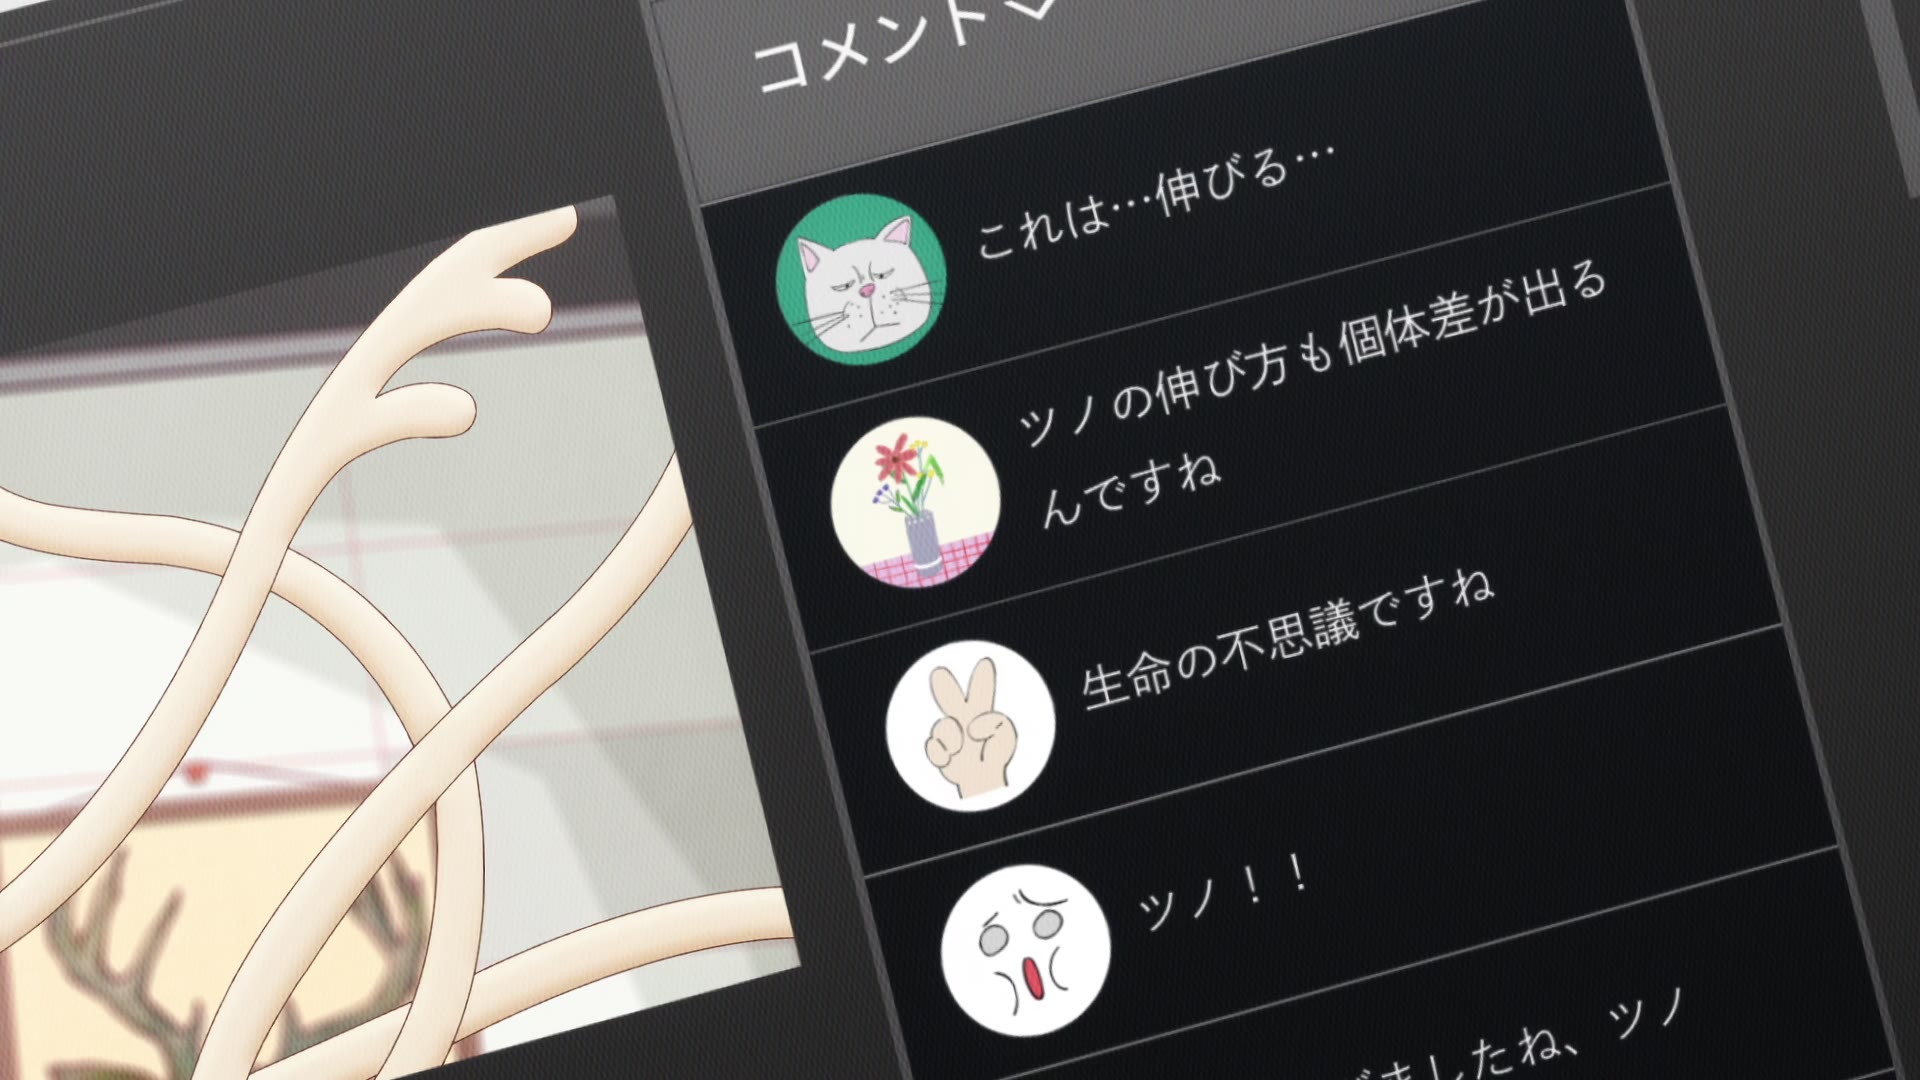 コメント
これは…伸びる…
ツノの伸び方も個体差が出る
んですね
生命の不思議ですね
ツノ！！
ましたね、ツノ